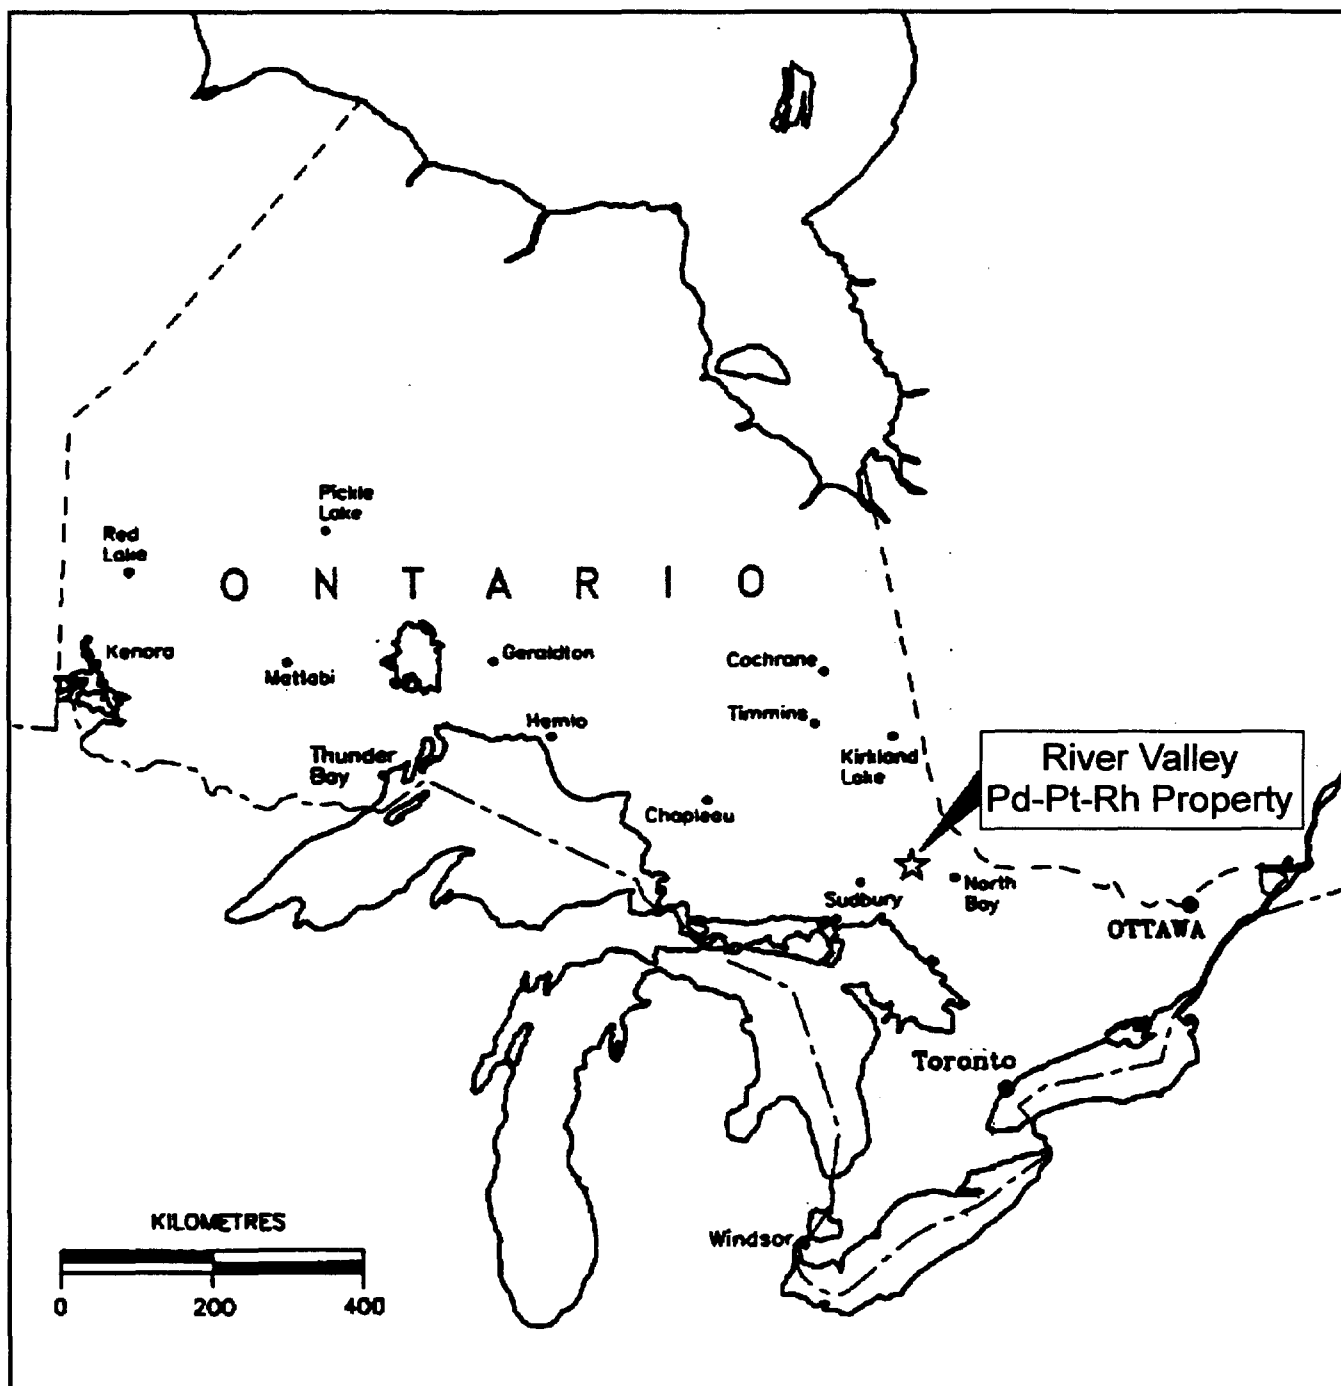 Pickle
Lake
Red
Lake
ONTARIO
Kenora
Mattabi
Geraldton
Cochrane
Hemlo
Timmins
Thunder
Bay
Kirkland
Lake
River Valley
Pd-Pt-Rh Property
Chapleau
Sudbury
North
Bay
OTTAWA
Toronto
Windsor
KILOMETRES
0 200 400